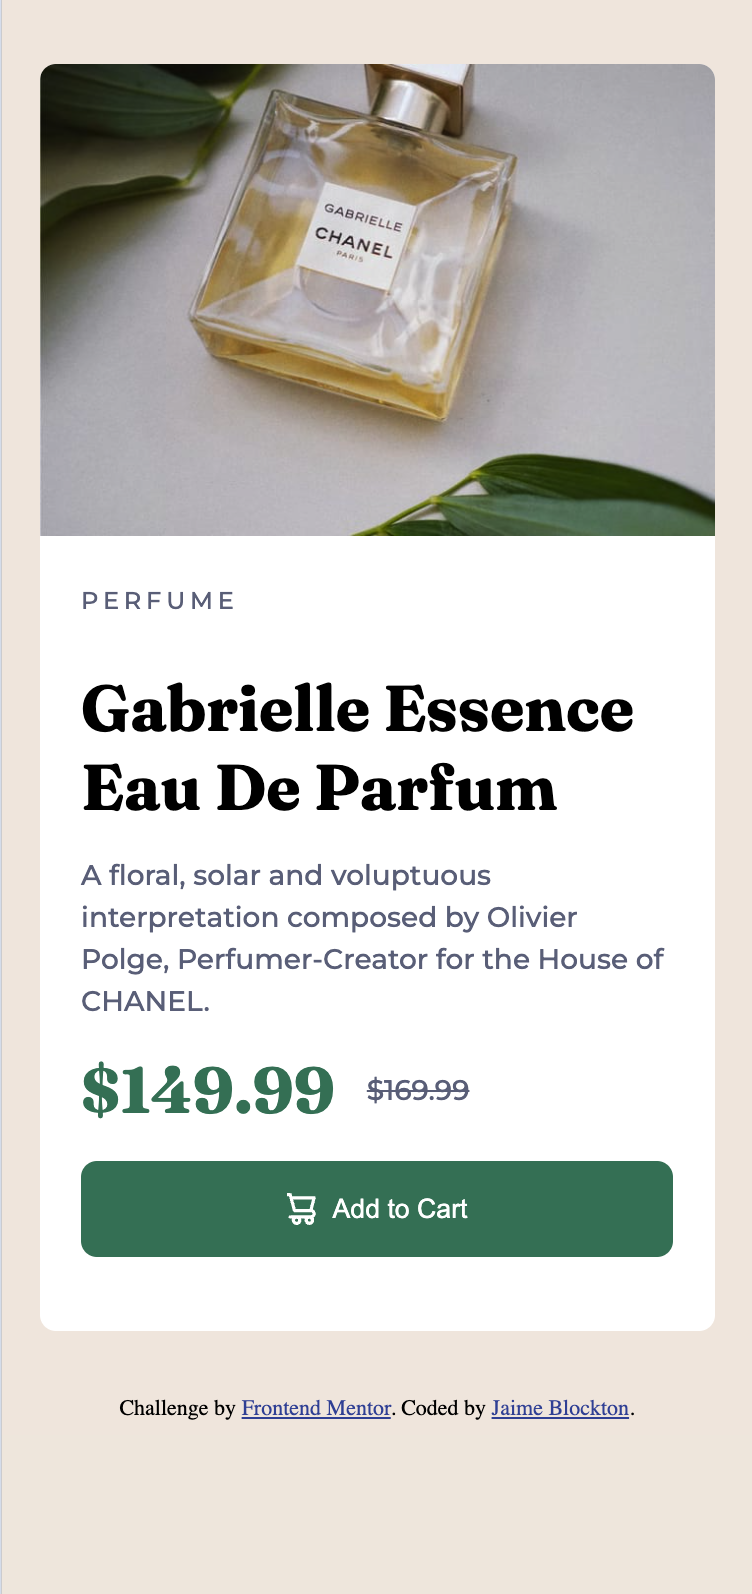 GABRIELLE
CHANEL
PARIS
PERFUME
Gabrielle Essence
Eau De Parfum
A floral, solar and voluptuous
interpretation composed by Olivier
Polge, Perfumer-Creator for the House of
CHANEL.
$149.99 $169.99
Add to Cart
Challenge by Frontend Mentor. Coded by Jaime Blockton.